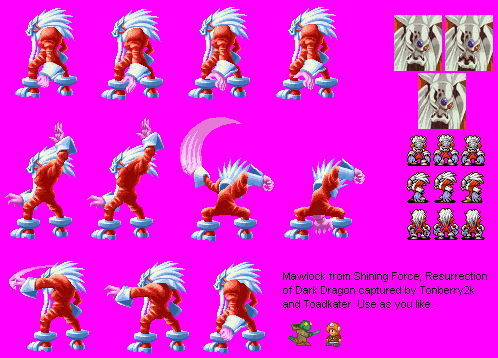 Mawlock from Shining Force; Resurrection
of Dark Dragon captured by Tonberry2k
and Toadkater. Use as you like.